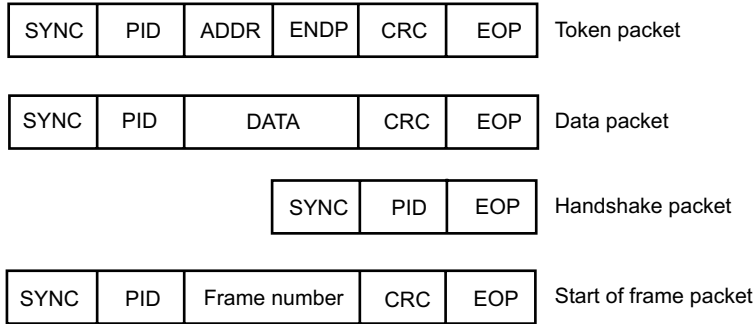 SYNC PID ADDR ENDP CRC EOP Token packet
SYNC PID DATA CRC EOP Data packet
SYNC PID EOP Handshake packet
SYNC PID Frame number CRC EOP Start of frame packet